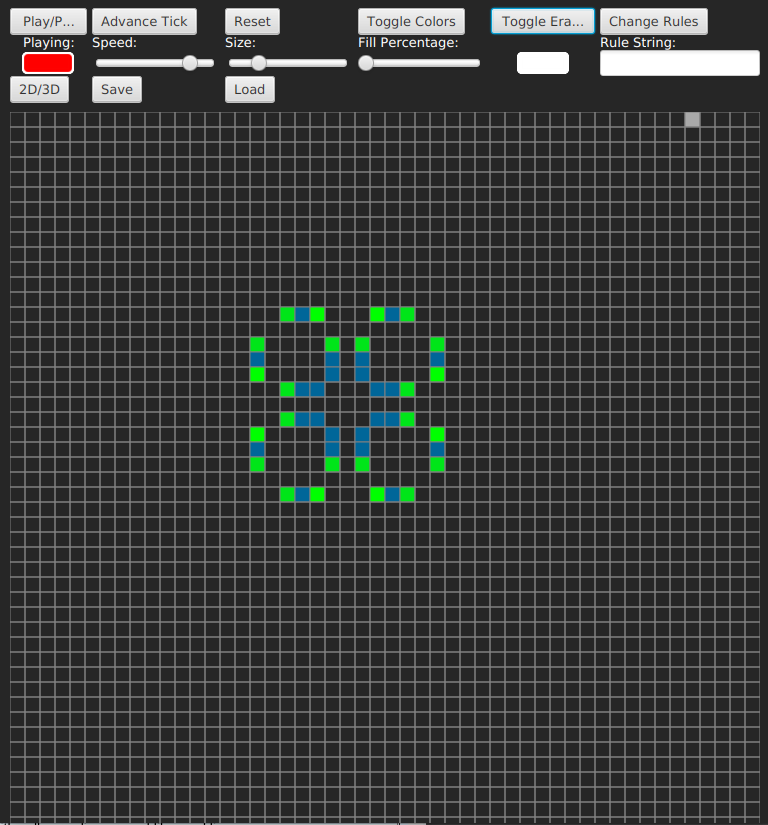 Play/P... Advance Tick Reset Toggle Colors Toggle Era... Change Rules
Playing: Speed: Size: Fill Percentage: Rule String:
2D/3D Save Load